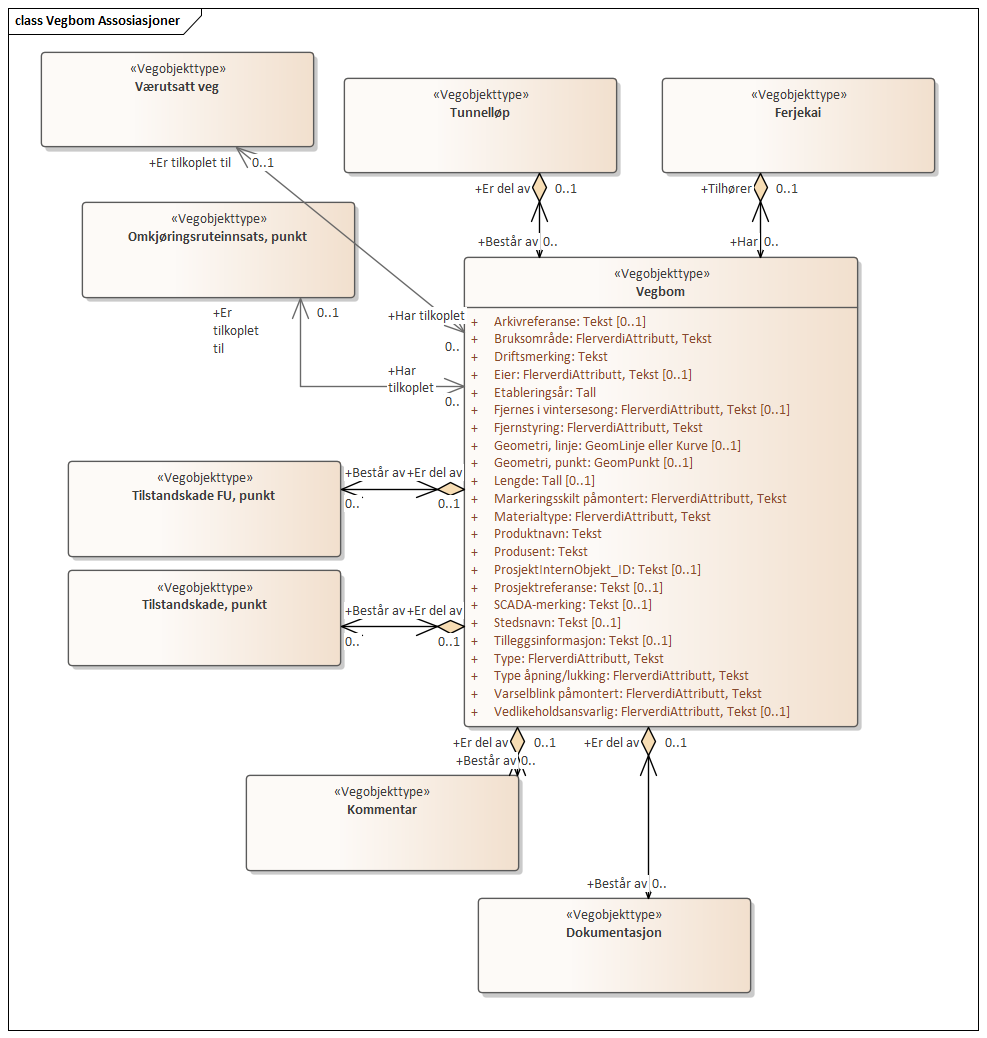 class Vegbom Assosiasjoner
«Vegobjekttype»
Værutsatt veg
«Vegobjekttype»
Tunnelløp
«Vegobjekttype»
Ferjekai
+Er tilkoplet til 0..1
+Er del av 0..1
+Tilhører 0..1
«Vegobjekttype»
Omkjøringsruteinnsats, punkt
+Består av 0..
+Har 0..
+Er
tilkoplet
til
0..1
+Har tilkoplet
0..
+Har
tilkoplet
0..
«Vegobjekttype»
Vegbom
+ Arkivreferanse: Tekst [0..1]
+ Bruksområde: FlerverdiAttributt, Tekst
+ Driftsmerking: Tekst
+ Eier: FlerverdiAttributt, Tekst [0..1]
+ Etableringsår: Tall
+ Fjernes i vintersesong: FlerverdiAttributt, Tekst [0..1]
+ Fjernstyring: FlerverdiAttributt, Tekst
+ Geometri, linje: GeomLinje eller Kurve [0..1]
+ Geometri, punkt: GeomPunkt [0..1]
+ Lengde: Tall [0..1]
+ Markeringsskilt påmontert: FlerverdiAttributt, Tekst
+ Materialtype: FlerverdiAttributt, Tekst
+ Produktnavn: Tekst
+ Produsent: Tekst
+ ProsjektInternObjekt_ID: Tekst [0..1]
+ Prosjektreferanse: Tekst [0..1]
+ SCADA-merking: Tekst [0..1]
+ Stedsnavn: Tekst [0..1]
+ Tilleggsinformasjon: Tekst [0..1]
+ Type: FlerverdiAttributt, Tekst
+ Type åpning/lukking: FlerverdiAttributt, Tekst
+ Varselblink påmontert: FlerverdiAttributt, Tekst
+ Vedlikeholdsansvarlig: FlerverdiAttributt, Tekst [0..1]
«Vegobjekttype»
Tilstandskade FU, punkt
+Består av +Er del av
0.. 0..1
«Vegobjekttype»
Tilstandskade, punkt
+Består av +Er del av
0.. 0..1
+Er del av 0..1
+Består av 0..
+Er del av 0..1
«Vegobjekttype»
Kommentar
+Består av 0..
«Vegobjekttype»
Dokumentasjon